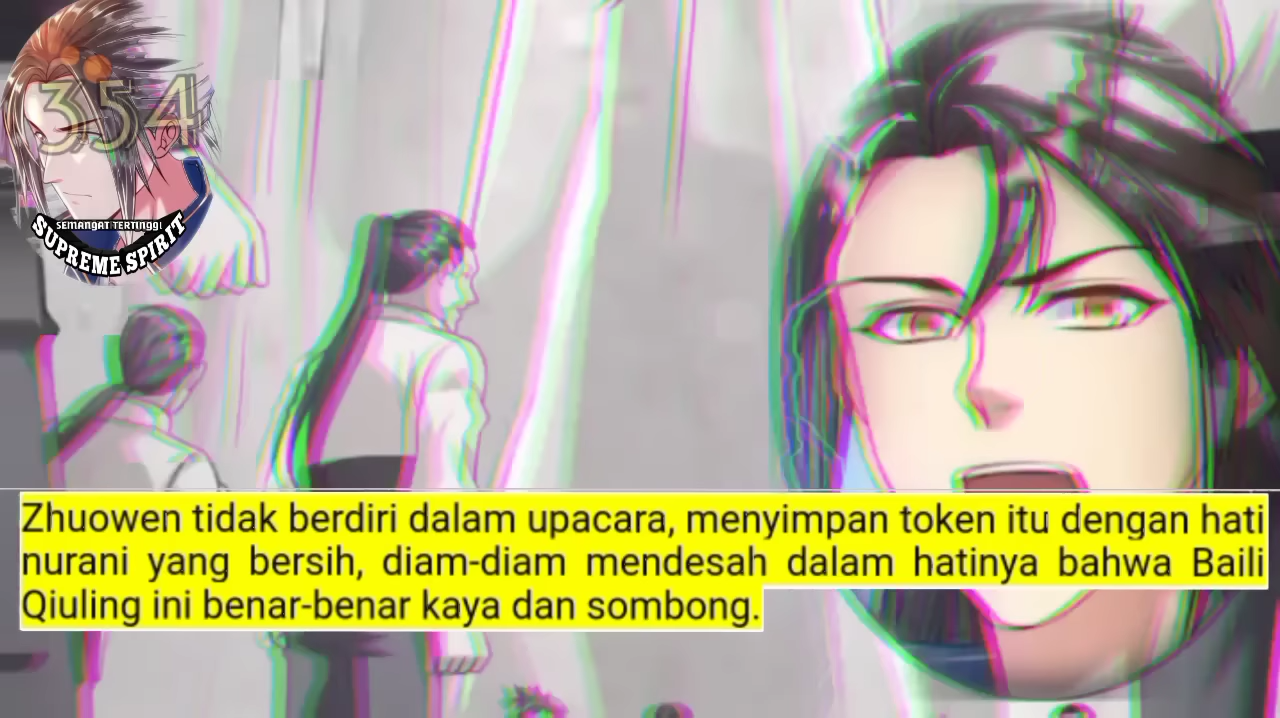 354
SEMANGAT TERTINGGI
SUPREME SPIRIT
Zhuowen tidak berdiri dalam upacara, menyimpan token itu dengan hati
nurani yang bersih, diam-diam mendesah dalam hatinya bahwa Baili
Qiuling ini benar-benar kaya dan sombong.